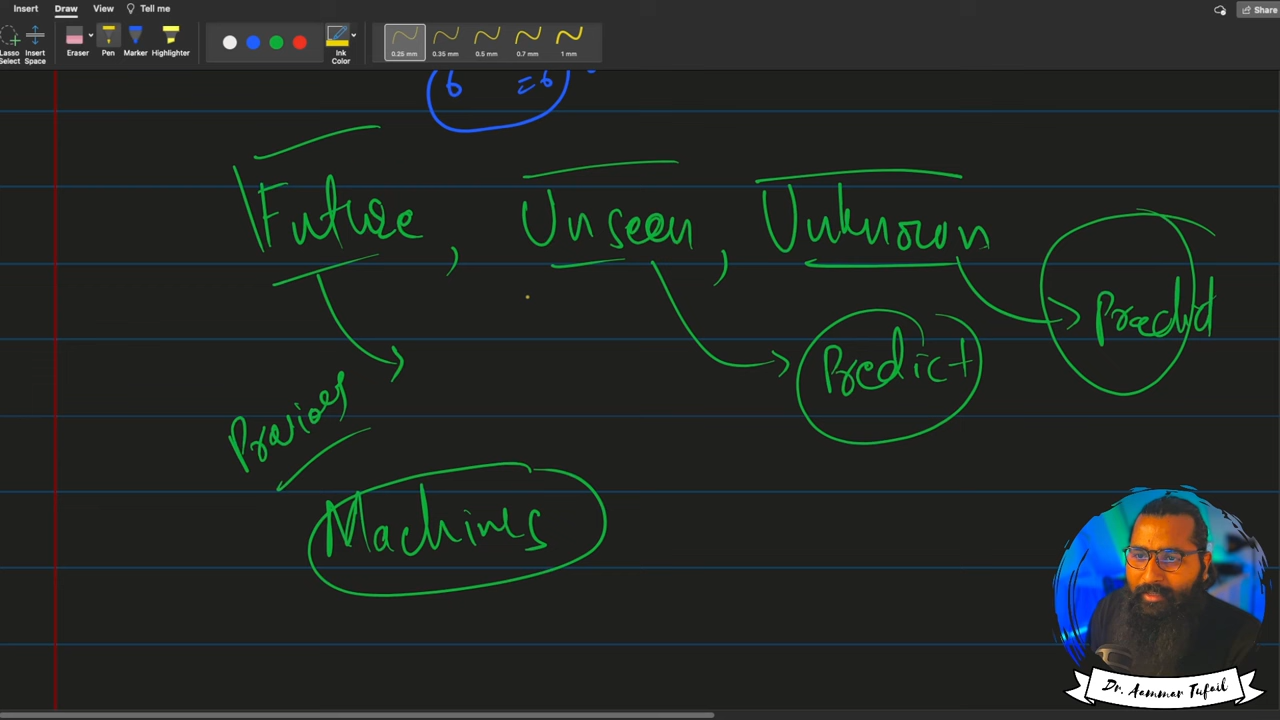 Insert Draw View Tell me
Share
Lasso Select
Insert Space
Eraser
Pen
Marker
Highlighter
Ink Color
0.25 mm 0.35 mm 0.5 mm 0.7 mm 1 mm
6 =6
Future, Unseen, Unknown
Predict
Machines
Dr. Aammar Tufail